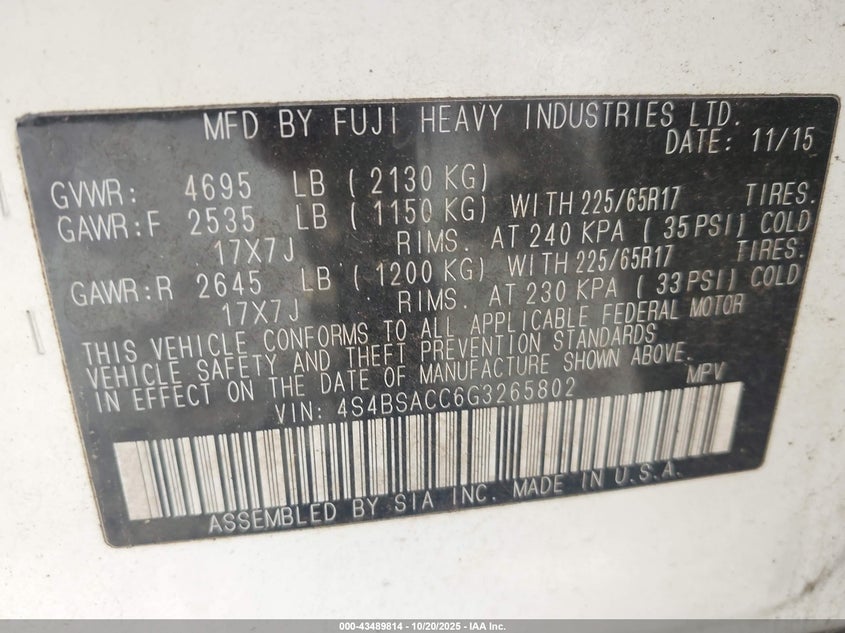 MFD BY FUJI HEAVY INDUSTRIES LTD.
DATE: 11/15
GVWR: 4695 LB ( 2130 KG)
GAWR:F 2535 LB ( 1150 KG) WITH 225/65R17 TIRES.
17X7J RIMS. AT 240 KPA ( 35 PSI) COLD
GAWR:R 2645 LB ( 1200 KG) WITH 225/65R17 TIRES.
17X7J RIMS. AT 230 KPA ( 33 PSI) COLD
THIS VEHICLE CONFORMS TO ALL APPLICABLE FEDERAL MOTOR
VEHICLE SAFETY AND THEFT PREVENTION STANDARDS
IN EFFECT ON THE DATE OF MANUFACTURE SHOWN ABOVE.
VIN: 4S4BSACC6G3265802 MPV
ASSEMBLED BY SIA INC. MADE IN U.S.A.
000-43489814 - 10/20/2025 - IAA Inc.